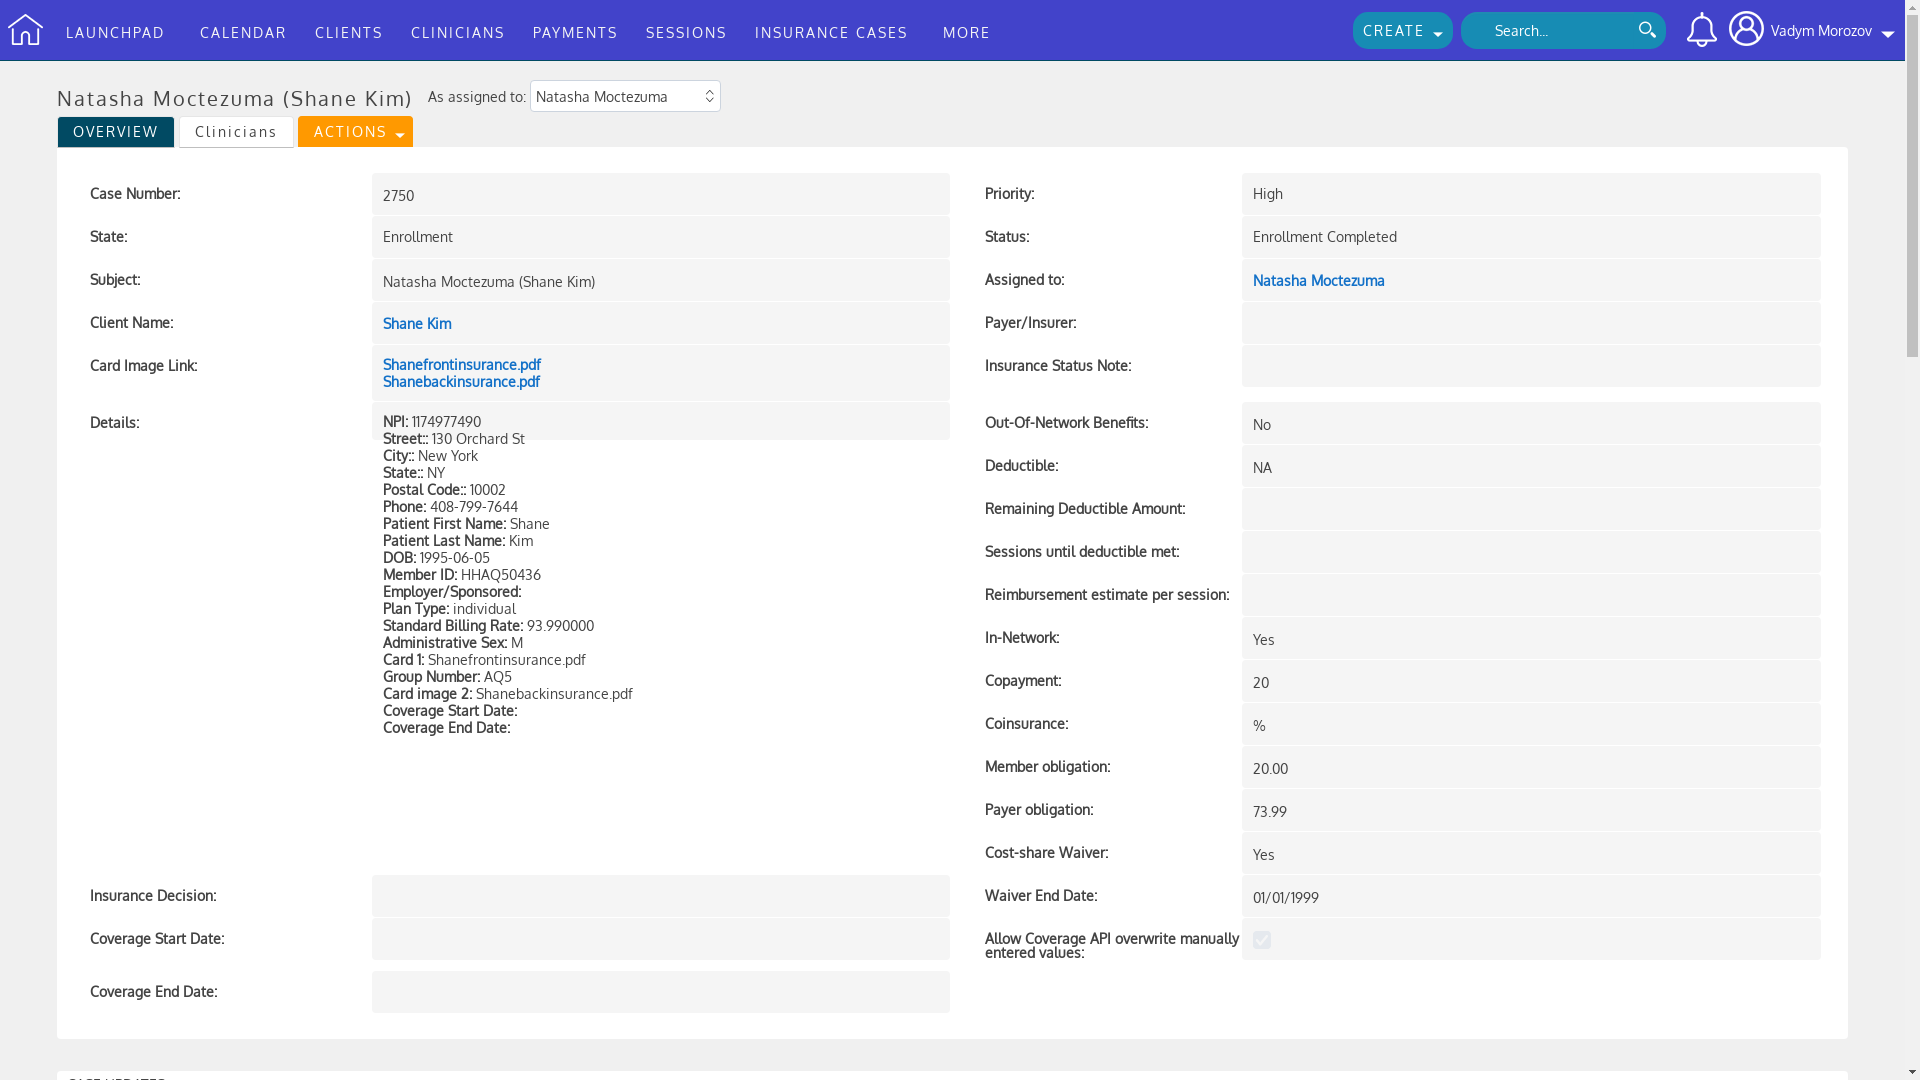 LAUNCHPAD CALENDAR CLIENTS CLINICIANS PAYMENTS SESSIONS INSURANCE CASES MORE CREATE Search... Vadym Morozov
Natasha Moctezuma (Shane Kim) As assigned to: Natasha Moctezuma
OVERVIEW Clinicians ACTIONS
Case Number: 2750 Priority: High
State: Enrollment Status: Enrollment Completed
Subject: Natasha Moctezuma (Shane Kim) Assigned to: Natasha Moctezuma
Client Name: Shane Kim Payer/Insurer:
Card Image Link: Shanefrontinsurance.pdf Insurance Status Note:
Shanebackinsurance.pdf
Details:
NPI: 1174977490
Street:: 130 Orchard St
City:: New York
State:: NY
Postal Code:: 10002
Phone: 408-799-7644
Patient First Name: Shane
Patient Last Name: Kim
DOB: 1995-06-05
Member ID: HHAQ50436
Employer/Sponsored:
Plan Type: individual
Standard Billing Rate: 93.990000
Administrative Sex: M
Card 1: Shanefrontinsurance.pdf
Group Number: AQ5
Card image 2: Shanebackinsurance.pdf
Coverage Start Date:
Coverage End Date:
Out-Of-Network Benefits: No
Deductible: NA
Remaining Deductible Amount:
Sessions until deductible met:
Reimbursement estimate per session:
In-Network: Yes
Copayment: 20
Coinsurance: %
Member obligation: 20.00
Payer obligation: 73.99
Cost-share Waiver: Yes
Insurance Decision: Waiver End Date: 01/01/1999
Coverage Start Date: Allow Coverage API overwrite manually
entered values:
Coverage End Date:
CASE UPDATES